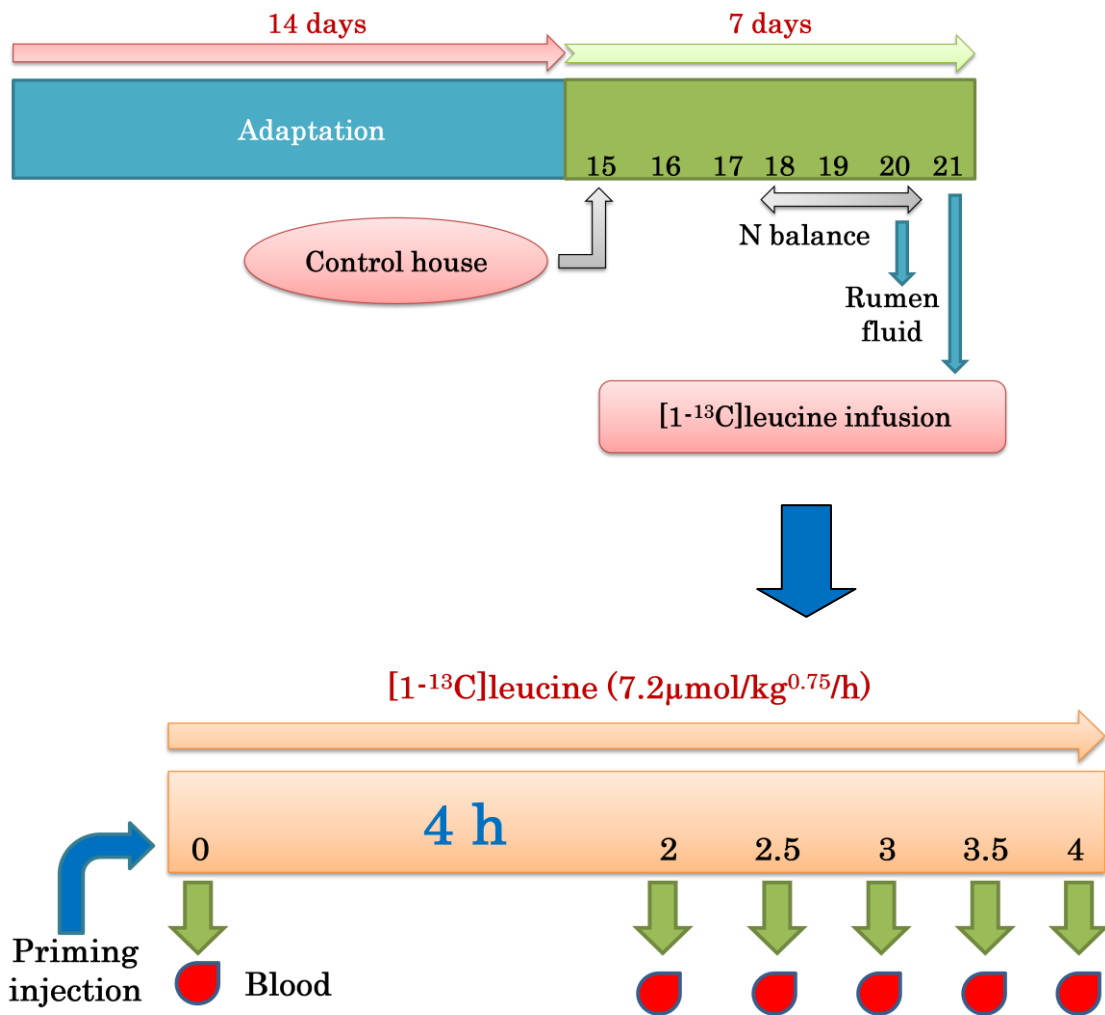 14 days
7 days
Adaptation
15 16 17 18 19 20 21
Control house
N balance
Rumen
fluid
[1-¹³C]leucine infusion
[1-¹³C]leucine (7.2µmol/kg⁰·⁷⁵/h)
4 h
0 2 2.5 3 3.5 4
Priming
injection
Blood